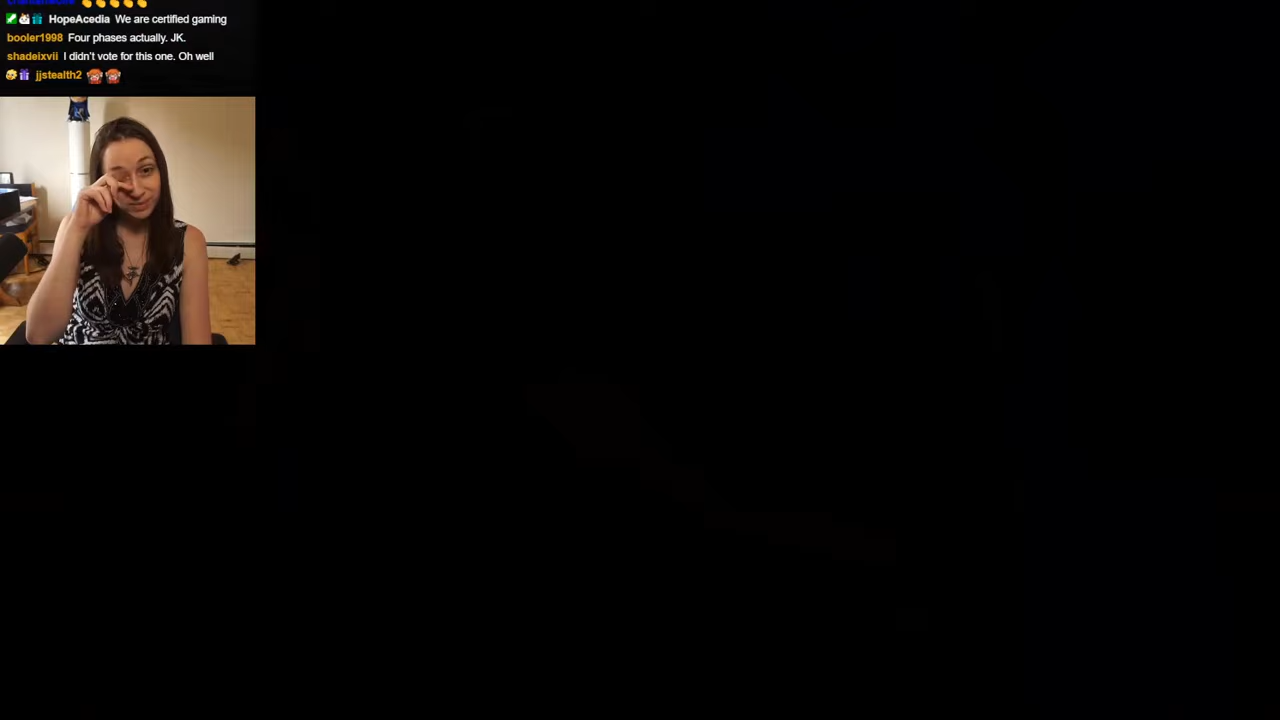 HopeAcedia We are certified gaming
booler1998 Four phases actually. JK.
shadeixvii I didn't vote for this one. Oh well
jjstealth2